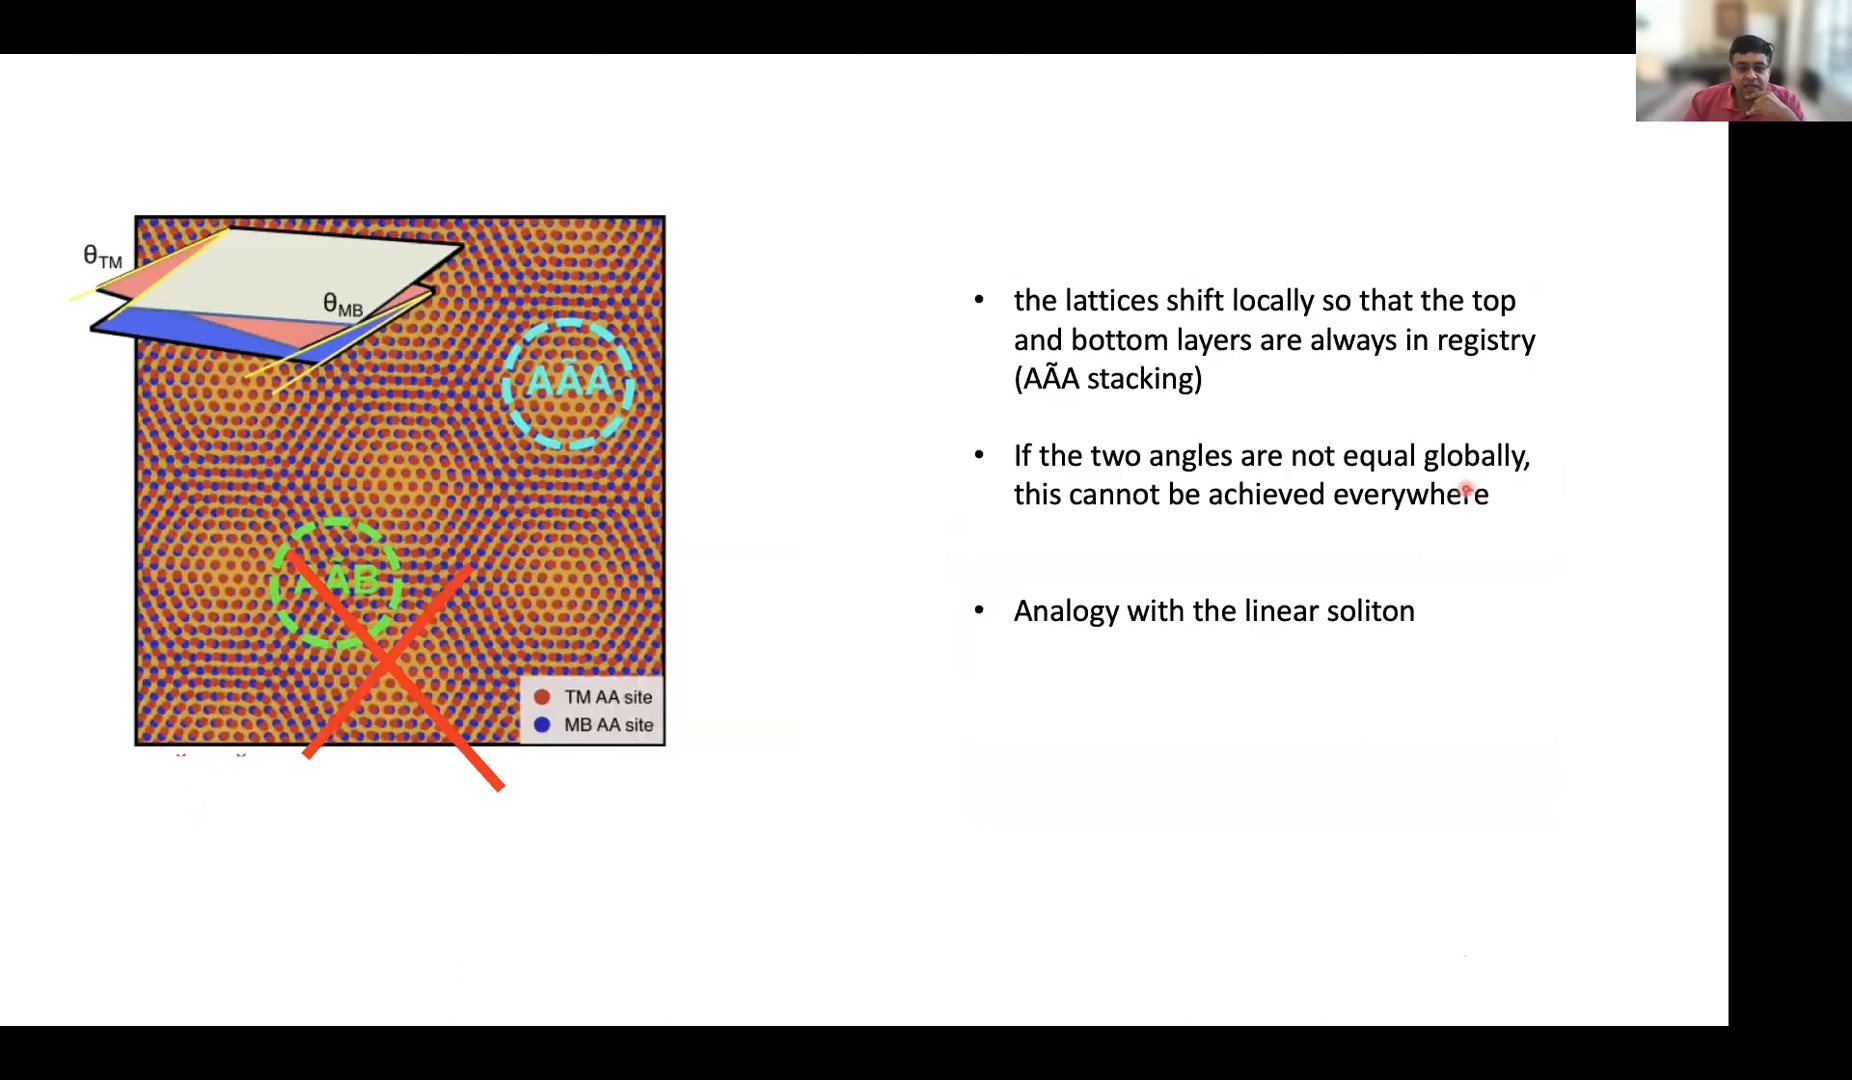 θTM
θMB
AÃA
AÃB
TM AA site
MB AA site
• the lattices shift locally so that the top
and bottom layers are always in registry
(AÃA stacking)
• If the two angles are not equal globally,
this cannot be achieved everywhere
• Analogy with the linear soliton